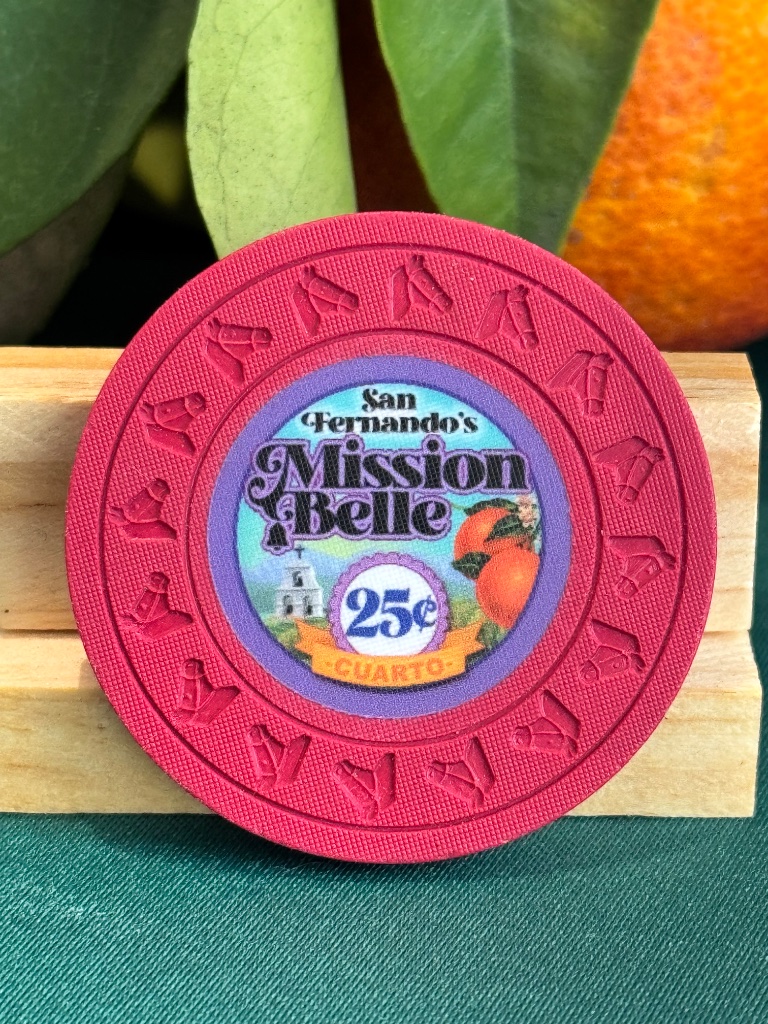 San
Fernando's
Mission
Belle
25¢
-CUARTO-